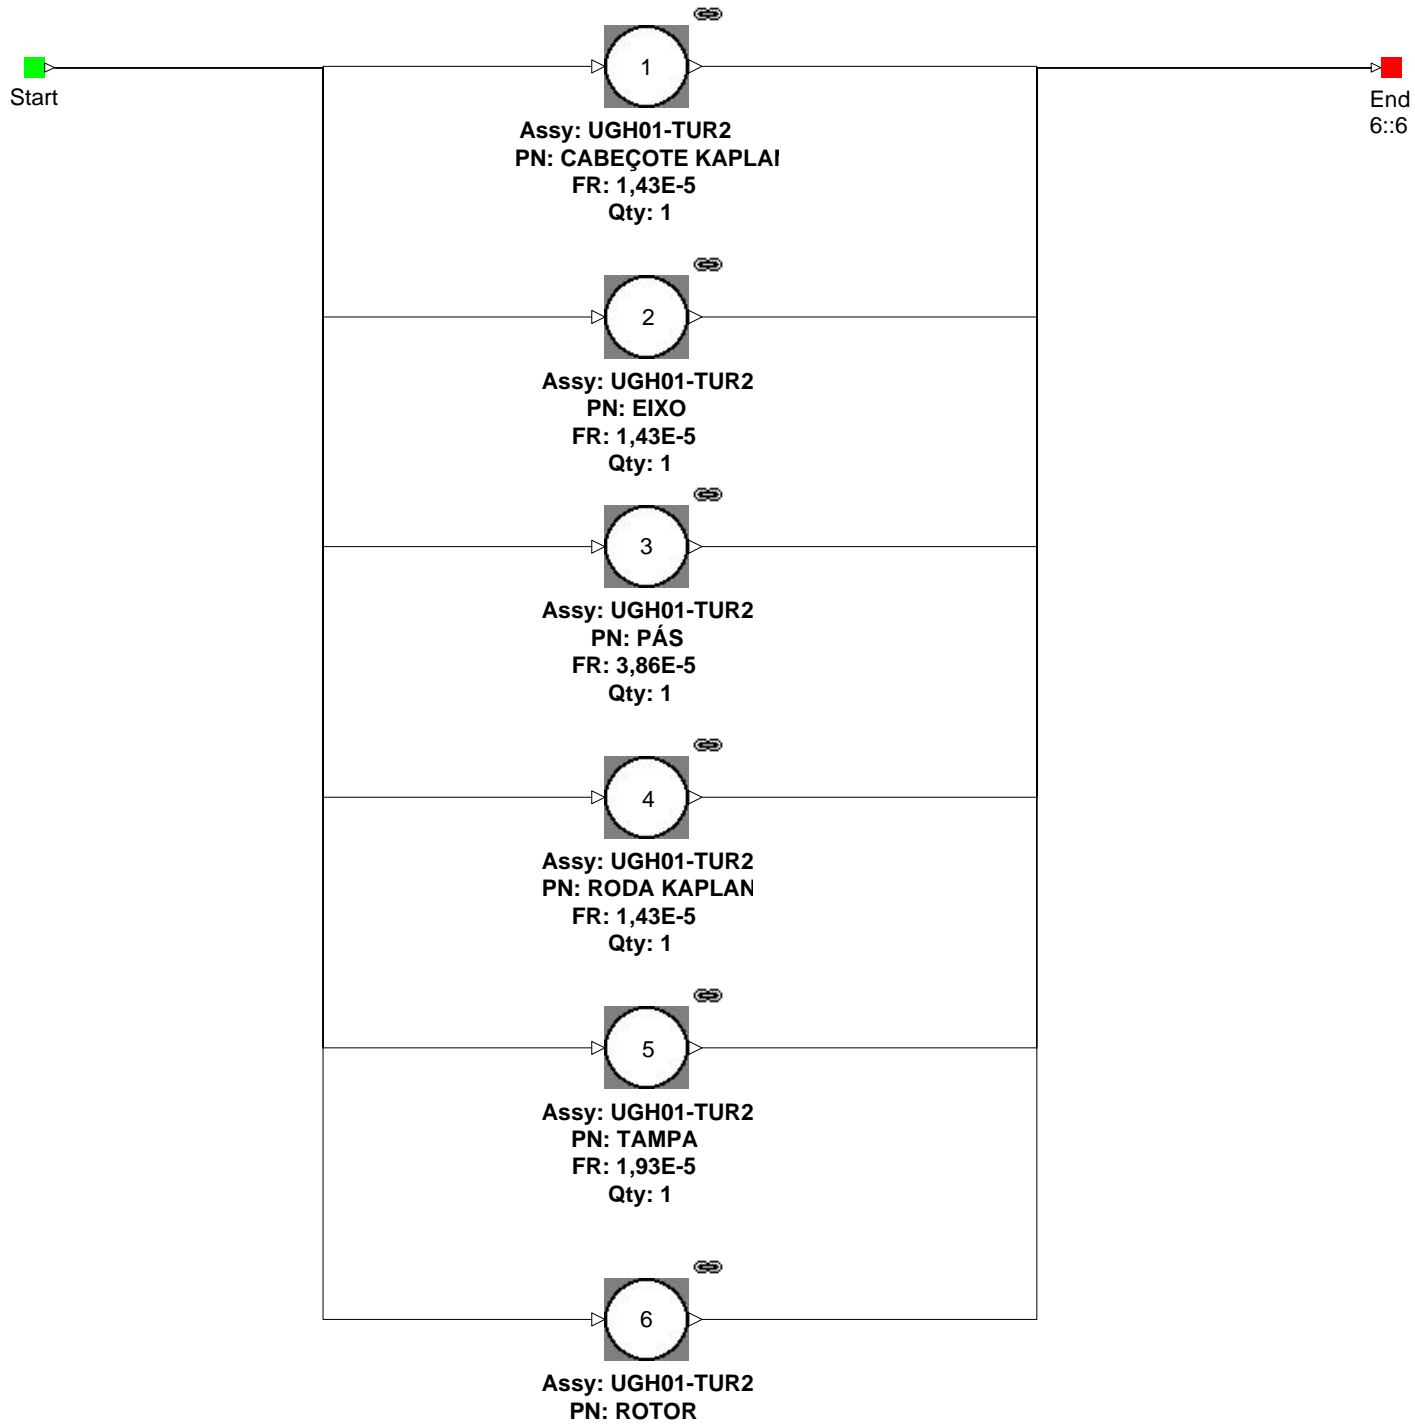 1
Start
End
6::6
Assy: UGH01-TUR2
PN: CABEÇOTE KAPLAN
FR: 1,43E-5
Qty: 1
2
Assy: UGH01-TUR2
PN: EIXO
FR: 1,43E-5
Qty: 1
3
Assy: UGH01-TUR2
PN: PÁS
FR: 3,86E-5
Qty: 1
4
Assy: UGH01-TUR2
PN: RODA KAPLAN
FR: 1,43E-5
Qty: 1
5
Assy: UGH01-TUR2
PN: TAMPA
FR: 1,93E-5
Qty: 1
6
Assy: UGH01-TUR2
PN: ROTOR